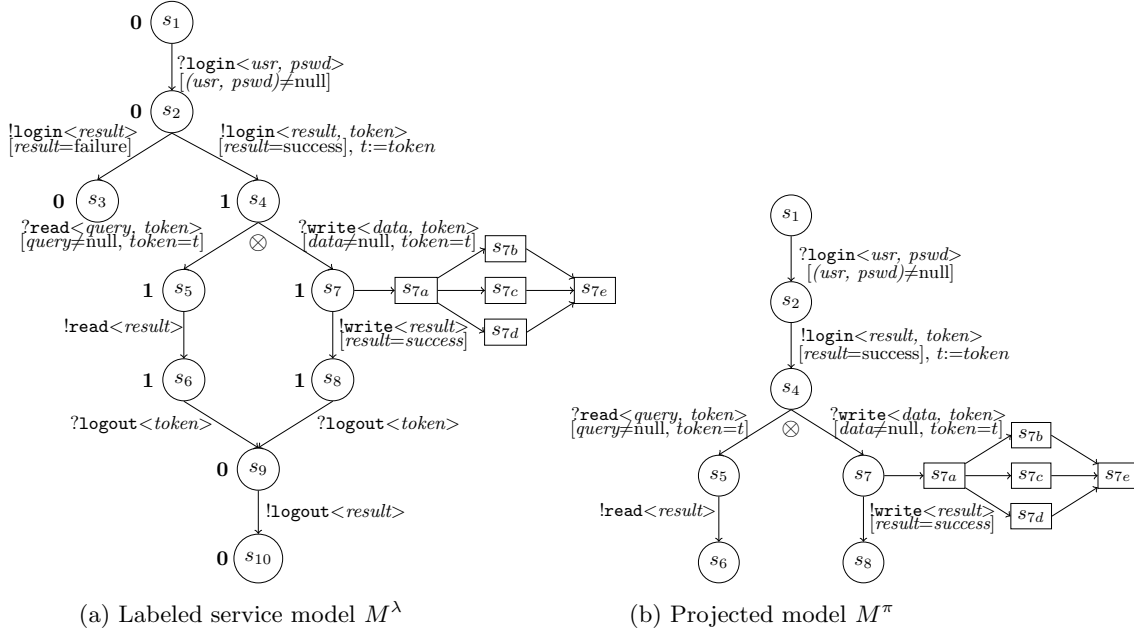 0 s1
?login<usr, pswd>
[(usr, pswd)≠null]
0 s2
!login<result>
[result=failure]
!login<result, token>
[result=success], t:=token
0 s3
1 s4
?read<query, token>
[query≠null, token=t]
⊗
?write<data, token>
[data≠null, token=t]
1 s5
1 s7
s7a
s7b
s7c
s7d
s7e
!read<result>
!write<result>
[result=success]
1 s6
1 s8
?logout<token>
?logout<token>
0 s9
!logout<result>
0 s10
(a) Labeled service model M^λ
s1
?login<usr, pswd>
[(usr, pswd)≠null]
s2
!login<result, token>
[result=success], t:=token
s4
?read<query, token>
[query≠null, token=t]
⊗
?write<data, token>
[data≠null, token=t]
s5
s7
s7a
s7b
s7c
s7d
s7e
!read<result>
!write<result>
[result=success]
s6
s8
(b) Projected model M^π